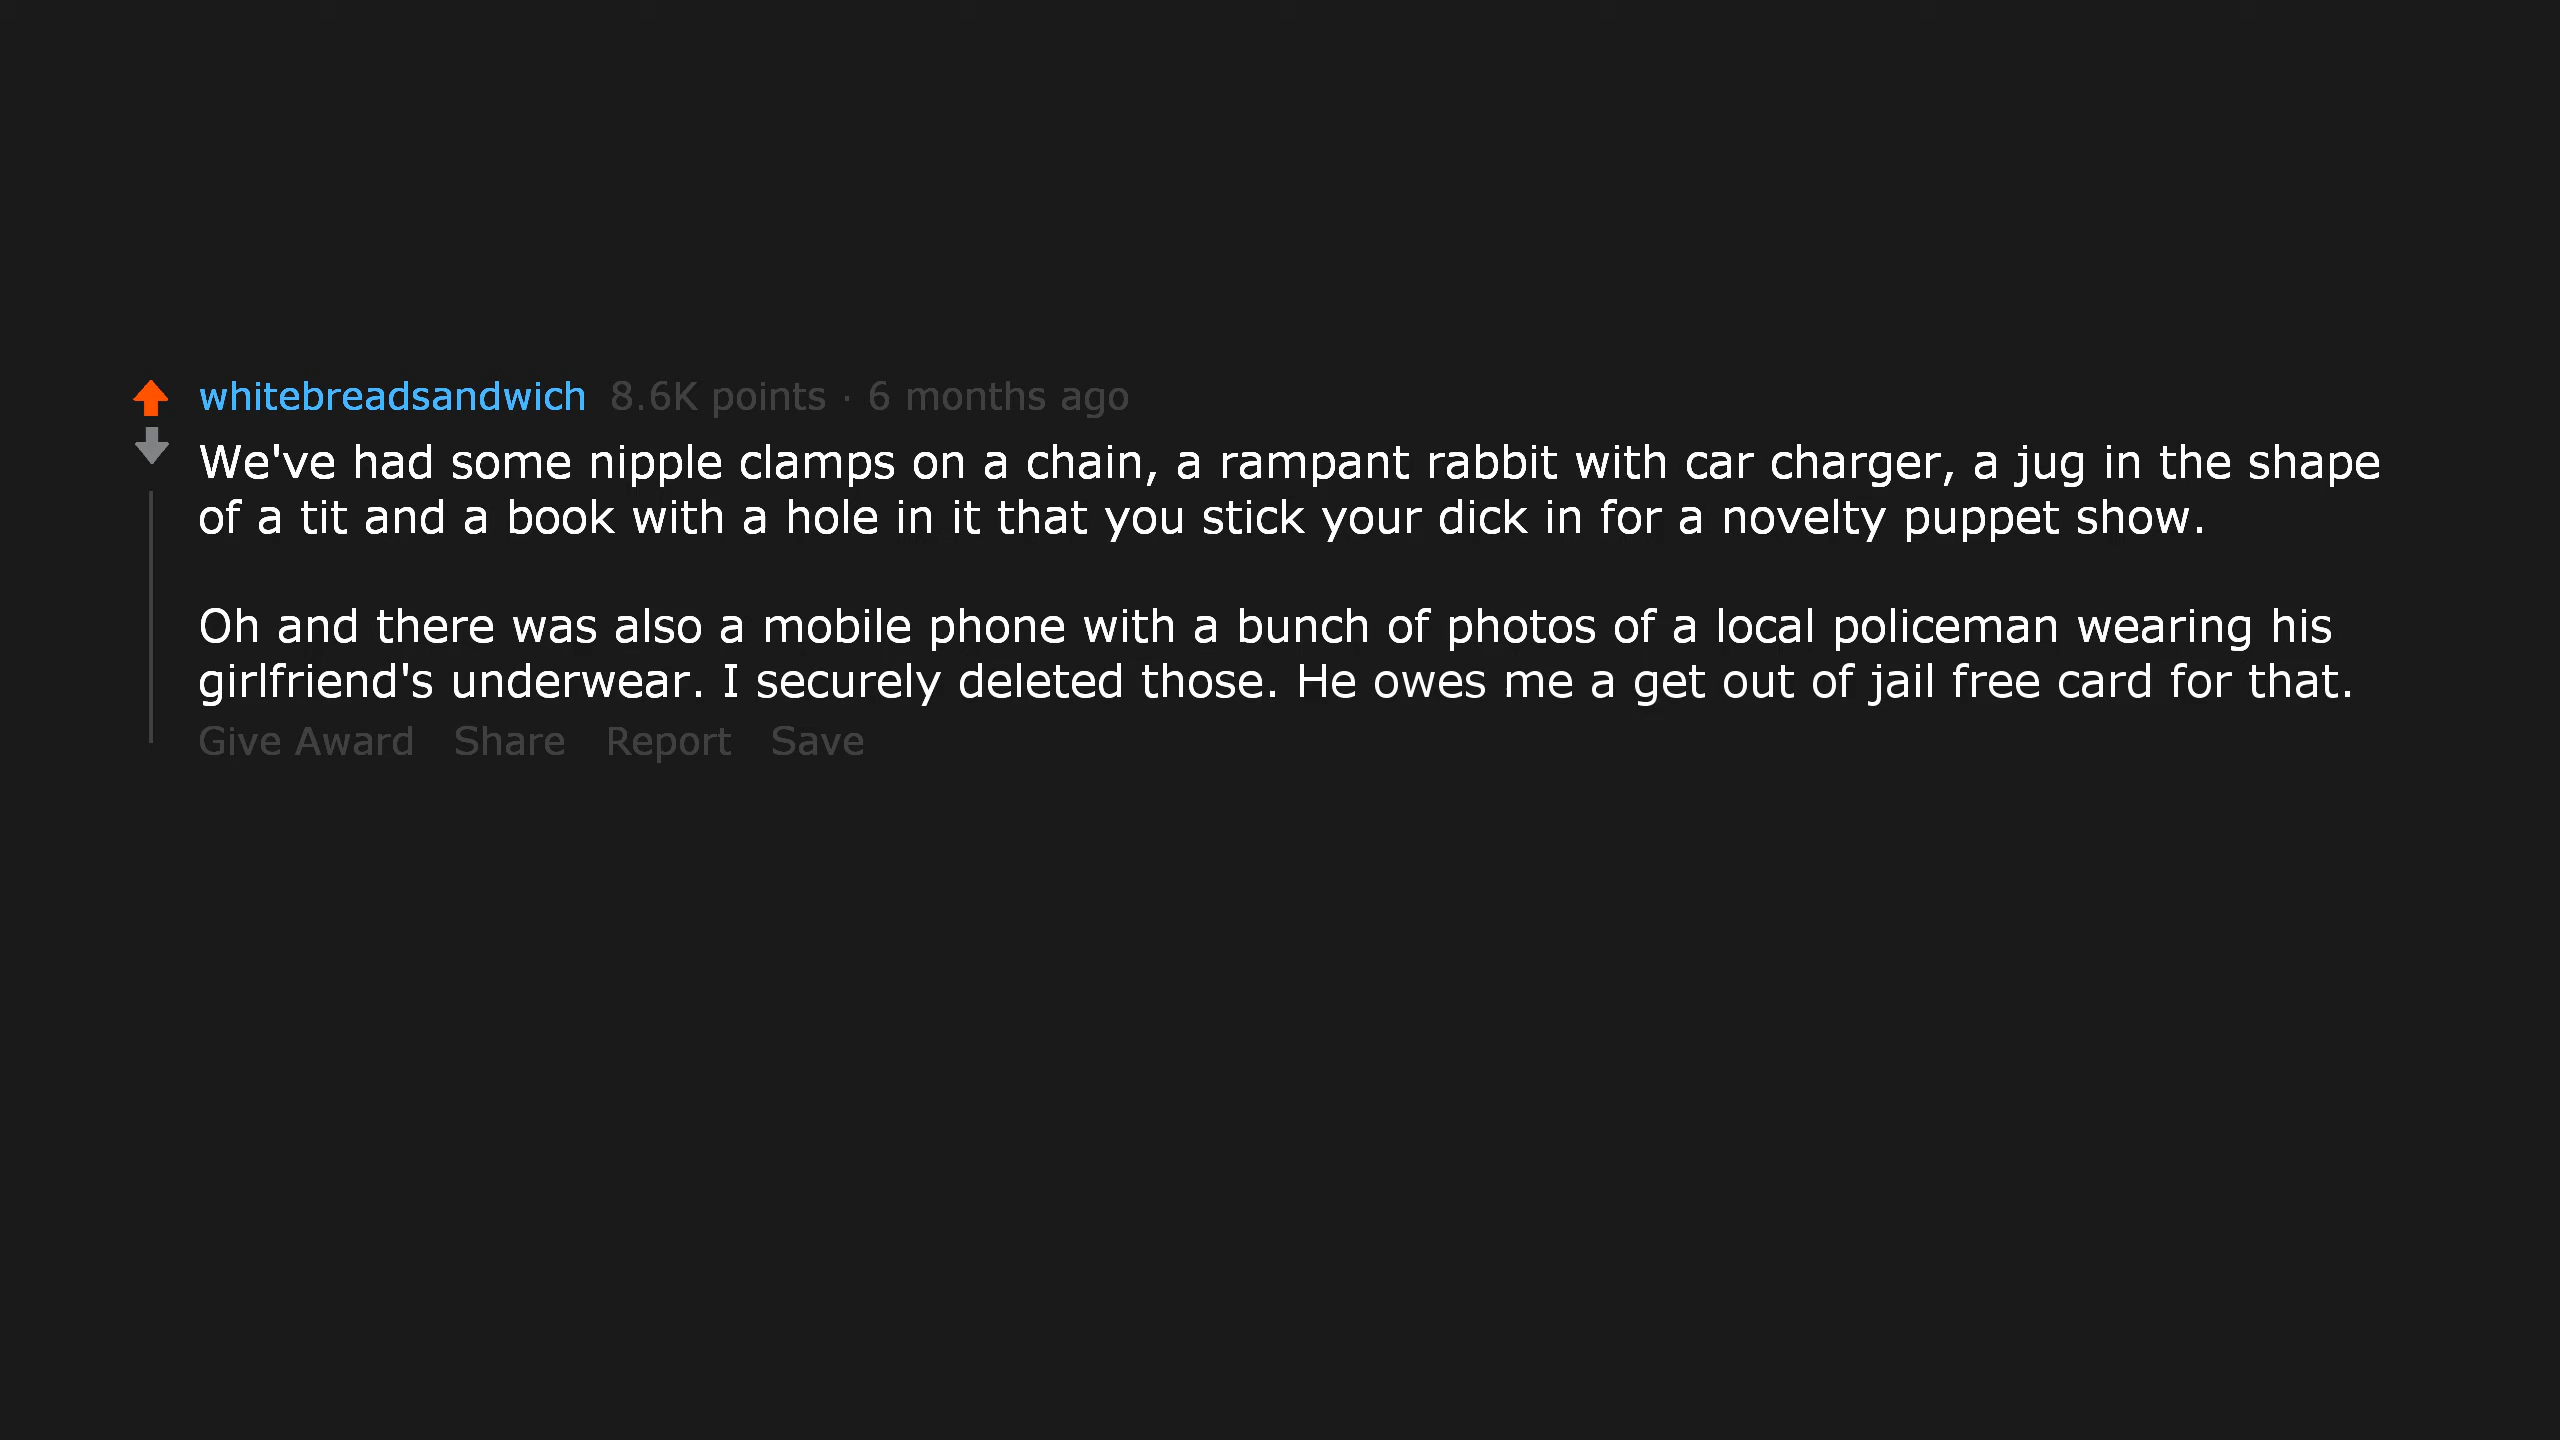 whitebreadsandwich 8.6K points · 6 months ago
We've had some nipple clamps on a chain, a rampant rabbit with car charger, a jug in the shape
of a tit and a book with a hole in it that you stick your dick in for a novelty puppet show.
Oh and there was also a mobile phone with a bunch of photos of a local policeman wearing his
girlfriend's underwear. I securely deleted those. He owes me a get out of jail free card for that.
Give Award Share Report Save